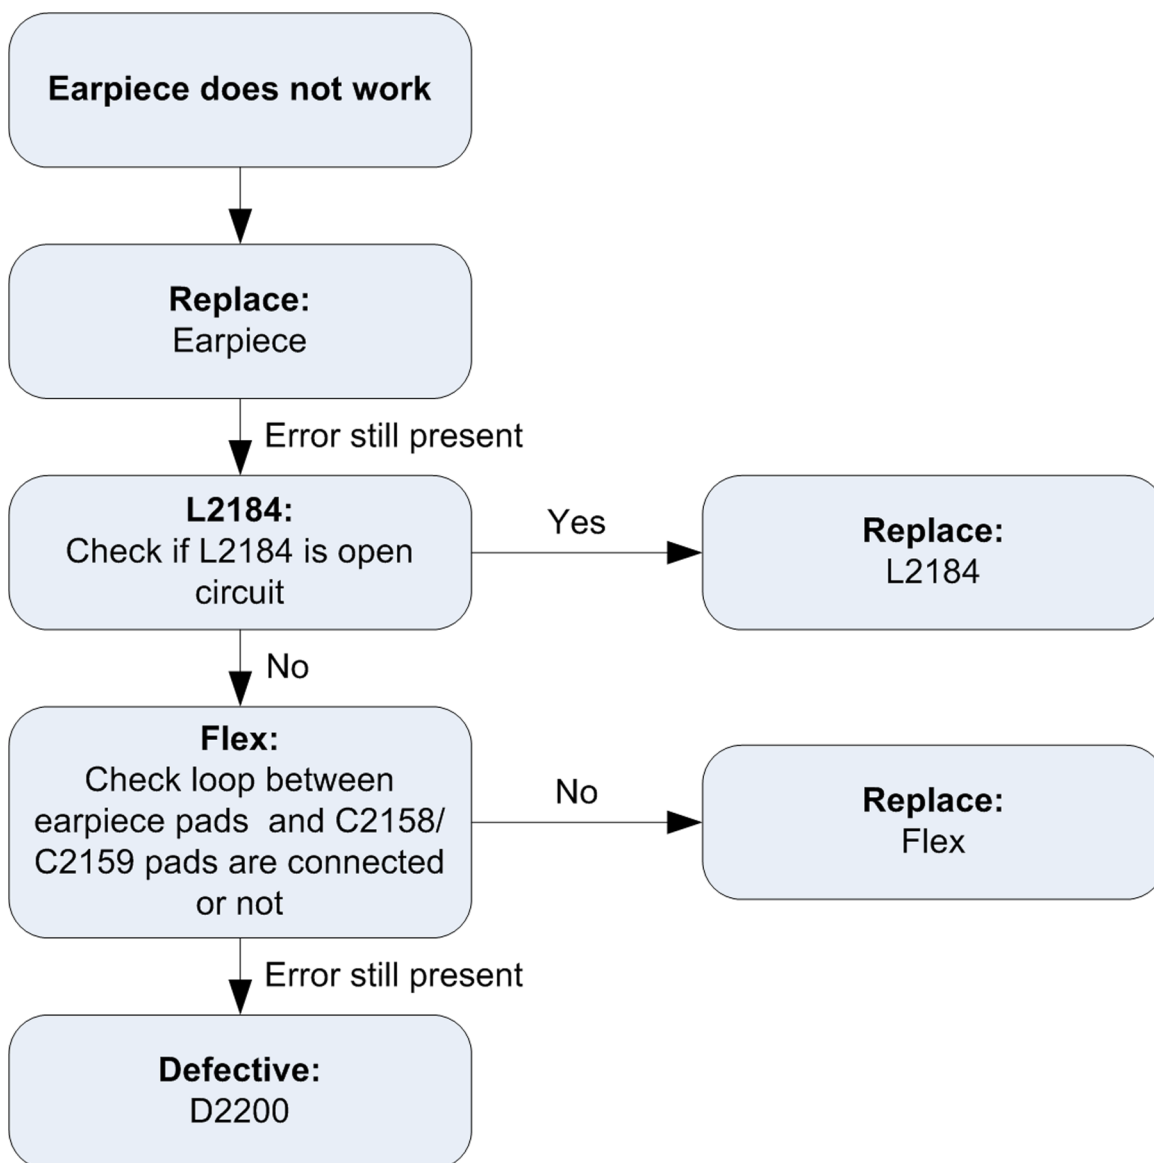 Earpiece does not work
Replace:
Earpiece
Error still present
L2184:
Check if L2184 is open
circuit
Yes
Replace:
L2184
No
Flex:
Check loop between
earpiece pads  and C2158/
C2159 pads are connected
or not
No
Replace:
Flex
Error still present
Defective:
D2200